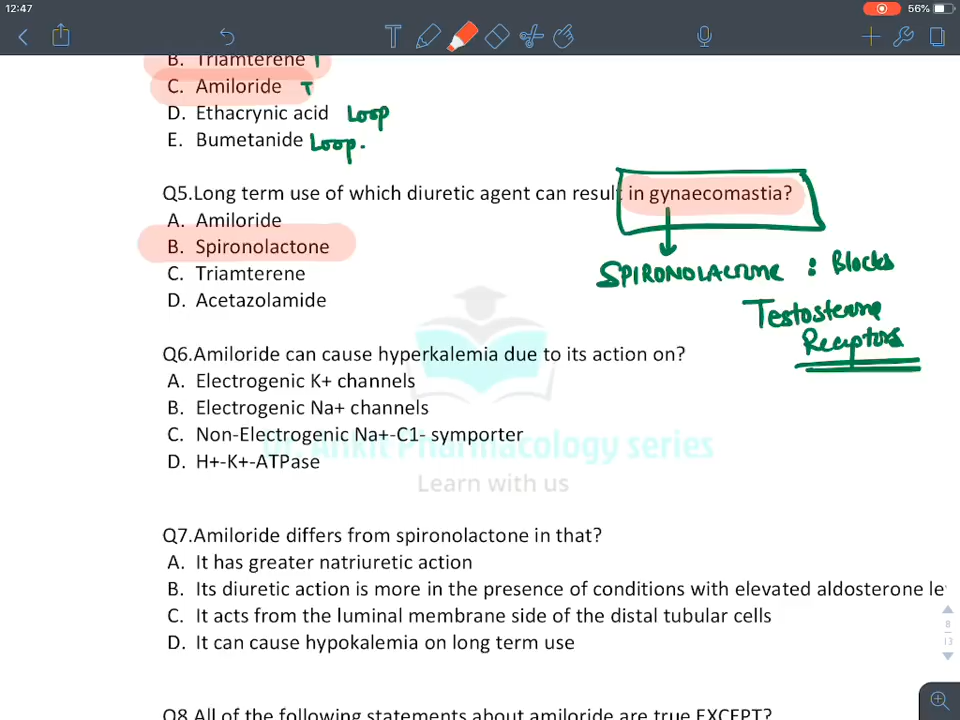 12:47
56%
B. Triamterene T
C. Amiloride T
D. Ethacrynic acid Loop
E. Bumetanide Loop.
Q5.Long term use of which diuretic agent can result in gynaecomastia?
A. Amiloride
B. Spironolactone
SPIRONOLACTONE : Blocks
C. Triamterene
D. Acetazolamide
Testosterone
Receptors
Q6.Amiloride can cause hyperkalemia due to its action on?
A. Electrogenic K+ channels
B. Electrogenic Na+ channels
C. Non-Electrogenic Na+-C1- symporter
Dr. Ankit Pharmacology series
D. H+-K+-ATPase
Learn with us
Q7.Amiloride differs from spironolactone in that?
A. It has greater natriuretic action
B. Its diuretic action is more in the presence of conditions with elevated aldosterone le
C. It acts from the luminal membrane side of the distal tubular cells
D. It can cause hypokalemia on long term use
8
13
Q8.All of the following statements about amiloride are true EXCEPT?